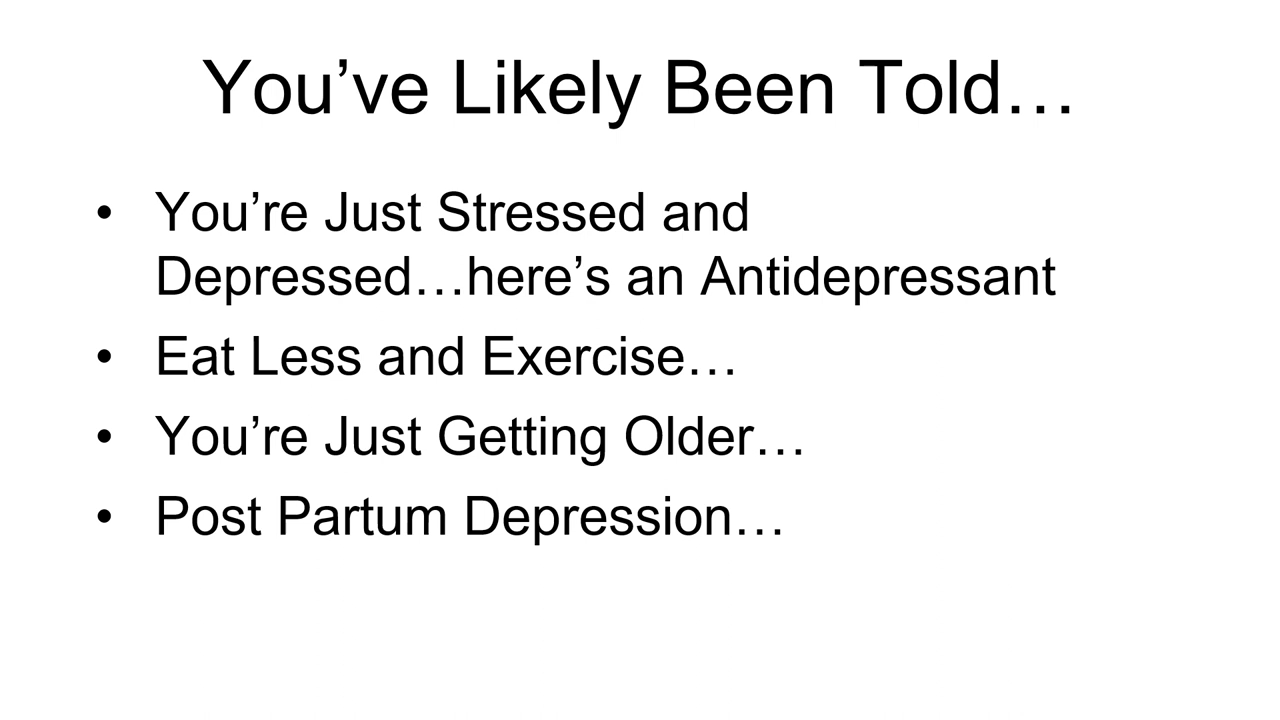 You’ve Likely Been Told…
• You’re Just Stressed and
Depressed…here’s an Antidepressant
• Eat Less and Exercise…
• You’re Just Getting Older…
• Post Partum Depression…